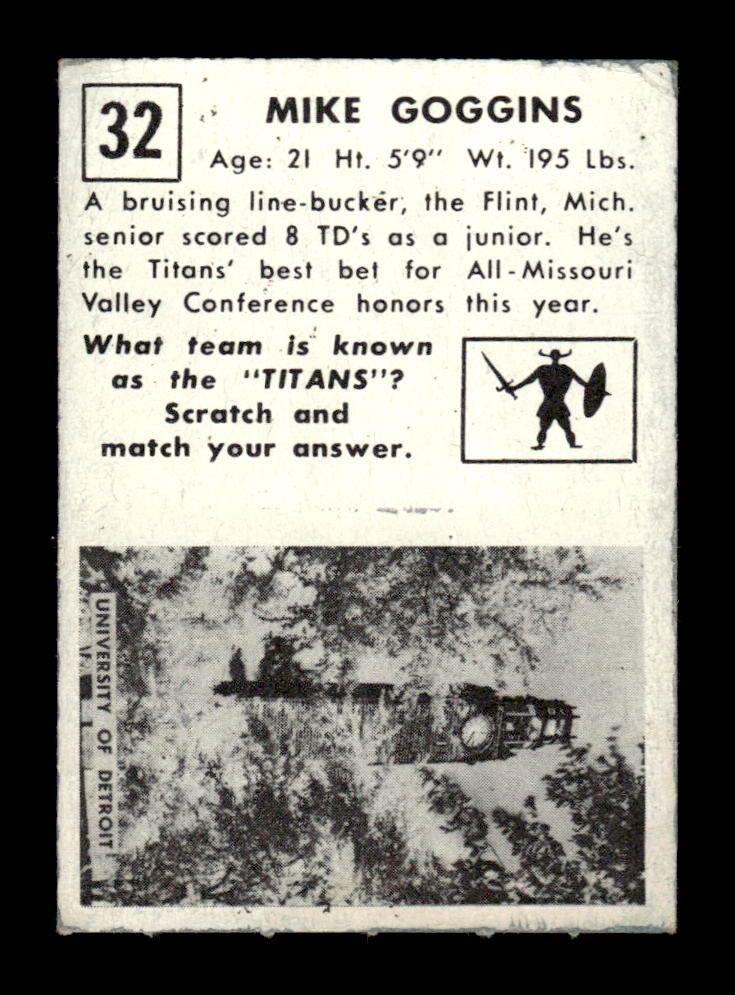 32
MIKE GOGGINS
Age: 21 Ht. 5'9" Wt. 195 Lbs.
A bruising line-bucker, the Flint, Mich.
senior scored 8 TD's as a junior. He's
the Titans' best bet for All-Missouri
Valley Conference honors this year.
What team is known
as the "TITANS"?
Scratch and
match your answer.
UNIVERSITY OF DETROIT